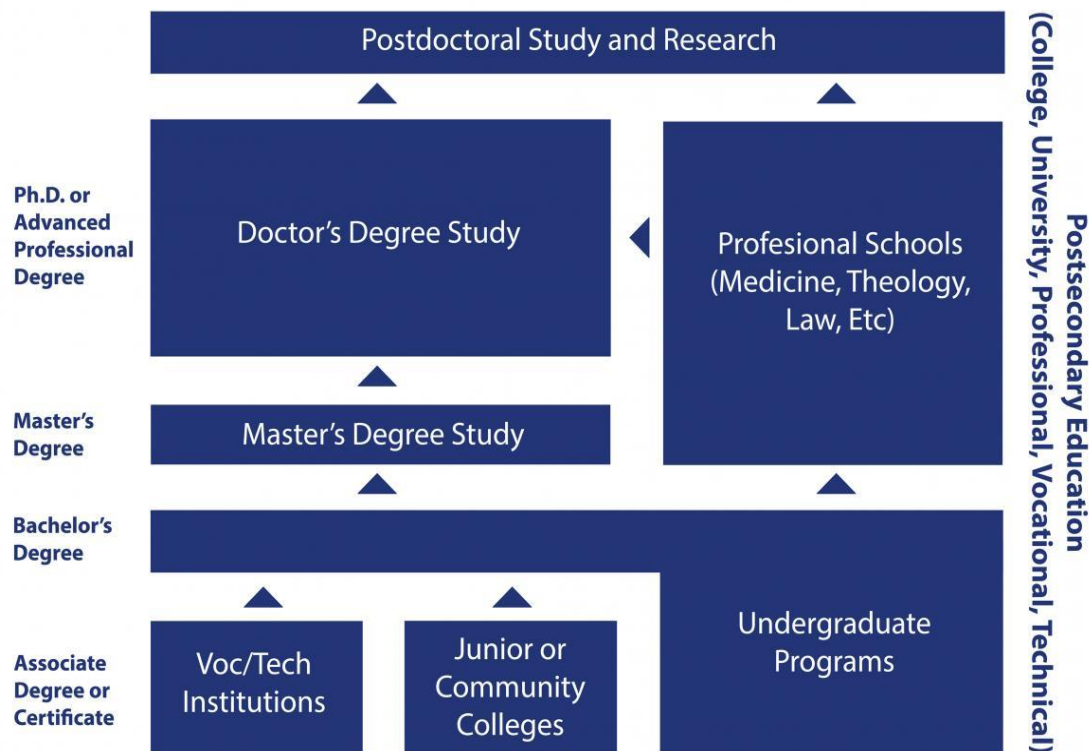 Postdoctoral Study and Research
Ph.D. or
Advanced
Professional
Degree
Doctor's Degree Study
Profesional Schools
(Medicine, Theology,
Law, Etc)
Master's
Degree
Master's Degree Study
Bachelor's
Degree
Undergraduate
Programs
Associate
Degree or
Certificate
Voc/Tech
Institutions
Junior or
Community
Colleges
Postsecondary Education
(College, University, Professional, Vocational, Technical)